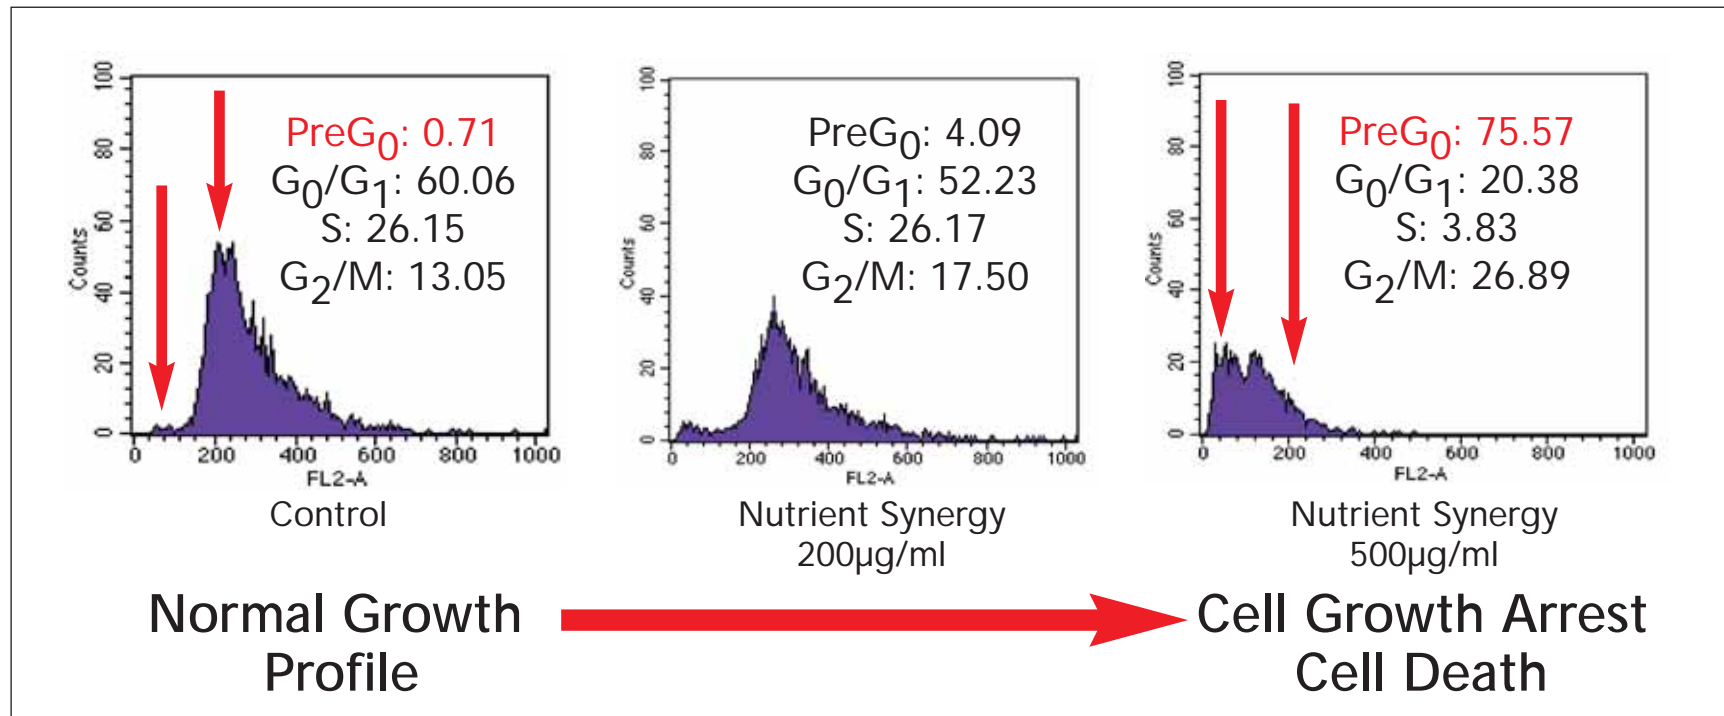 100
80
60
40
20
0
Counts
PreG0: 0.71
G0/G1: 60.06
S: 26.15
G2/M: 13.05
0 200 400 600 800 1000
FL2-A
Control
100
80
60
40
20
0
Counts
PreG0: 4.09
G0/G1: 52.23
S: 26.17
G2/M: 17.50
0 200 400 600 800 1000
FL2-A
Nutrient Synergy
200µg/ml
100
80
60
40
20
0
Counts
PreG0: 75.57
G0/G1: 20.38
S: 3.83
G2/M: 26.89
0 200 400 600 800 1000
FL2-A
Nutrient Synergy
500µg/ml
Normal Growth
Profile
Cell Growth Arrest
Cell Death